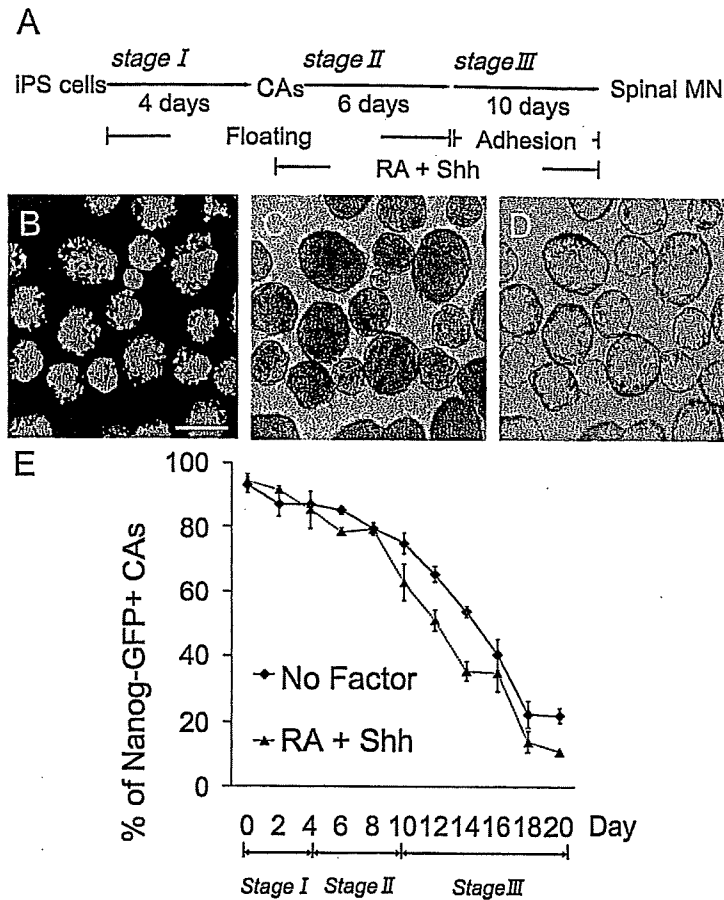 A
stage I stage II stage III
iPS cells CAs Spinal MN
4 days 6 days 10 days
Floating Adhesion
RA + Shh
B C D
E
% of Nanog-GFP+ CAs
100
80
60
40
20
0
No Factor
RA + Shh
0 2 4 6 8 10 12 14 16 18 20 Day
Stage I Stage II Stage III